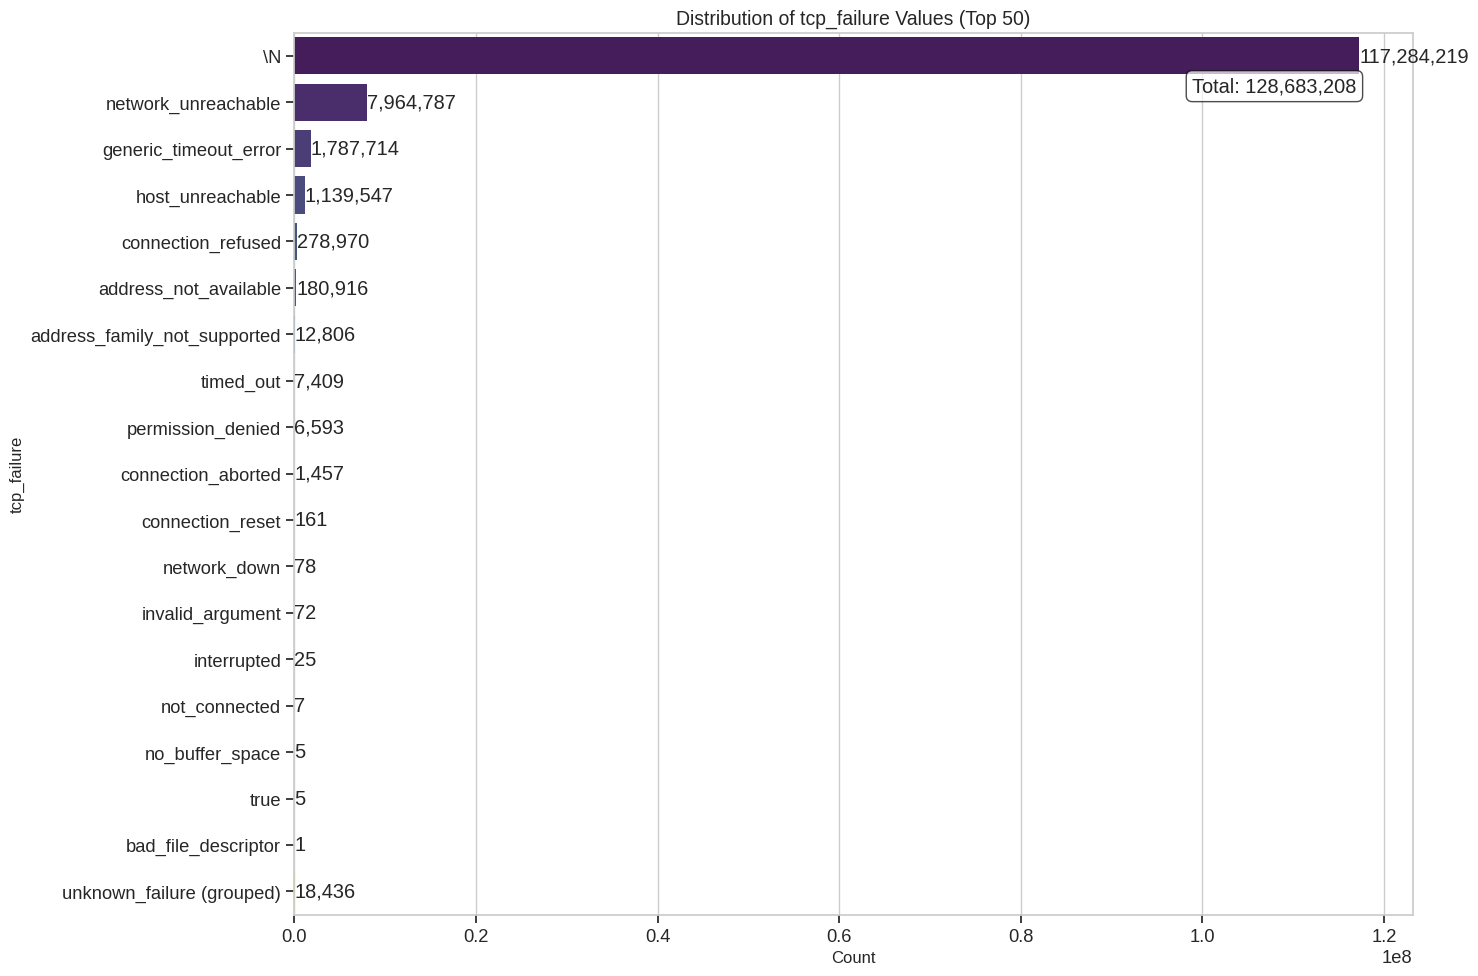 Distribution of tcp_failure Values (Top 50)
\N
117,284,219
Total: 128,683,208
network_unreachable
7,964,787
generic_timeout_error
1,787,714
host_unreachable
1,139,547
connection_refused
278,970
address_not_available
180,916
address_family_not_supported
12,806
timed_out
7,409
permission_denied
6,593
connection_aborted
1,457
connection_reset
161
network_down
78
invalid_argument
72
interrupted
25
not_connected
7
no_buffer_space
5
true
5
bad_file_descriptor
1
unknown_failure (grouped)
18,436
tcp_failure
0.0
0.2
0.4
0.6
0.8
1.0
1.2
1e8
Count